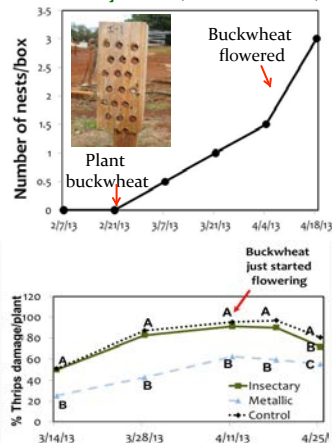 Number of nests/box
3.5
3
2.5
2
1.5
1
0.5
0
Buckwheat
flowered
Plant
buckwheat
2/7/13
2/21/13
3/7/13
3/21/13
4/4/13
4/18/13
Buckwheat
just started
flowering
% Thrips damage/plant
120
100
80
60
40
20
0
A
A
A
A
A
B
B
B
B
B
C
Insectary
Metallic
Control
3/14/13
3/28/13
4/11/13
4/25/